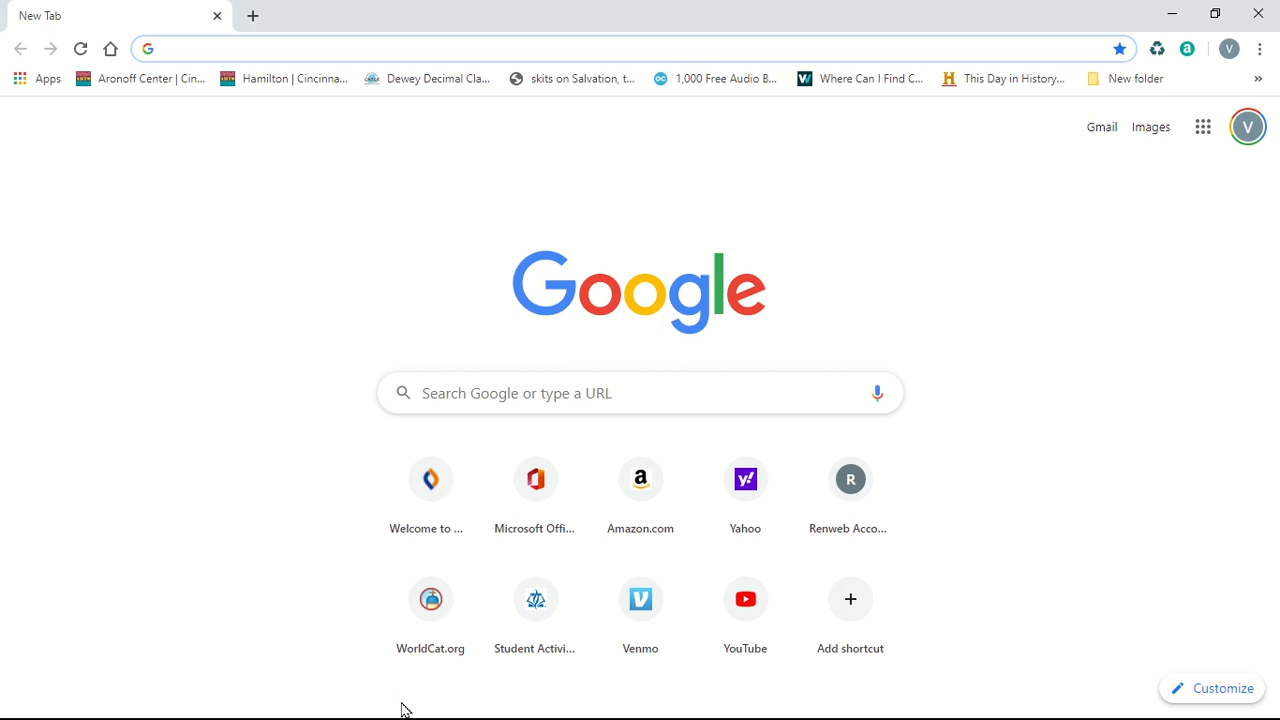 New Tab
V
Apps Aronoff Center | Cin... Hamilton | Cincinna... Dewey Decimal Cla... skits on Salvation, t... 1,000 Free Audio B... Where Can I Find C... This Day in History... New folder »
Gmail Images V
Google
Search Google or type a URL
R
Welcome to ... Microsoft Offi... Amazon.com Yahoo Renweb Acco...
WorldCat.org Student Activi... Venmo YouTube Add shortcut
Customize